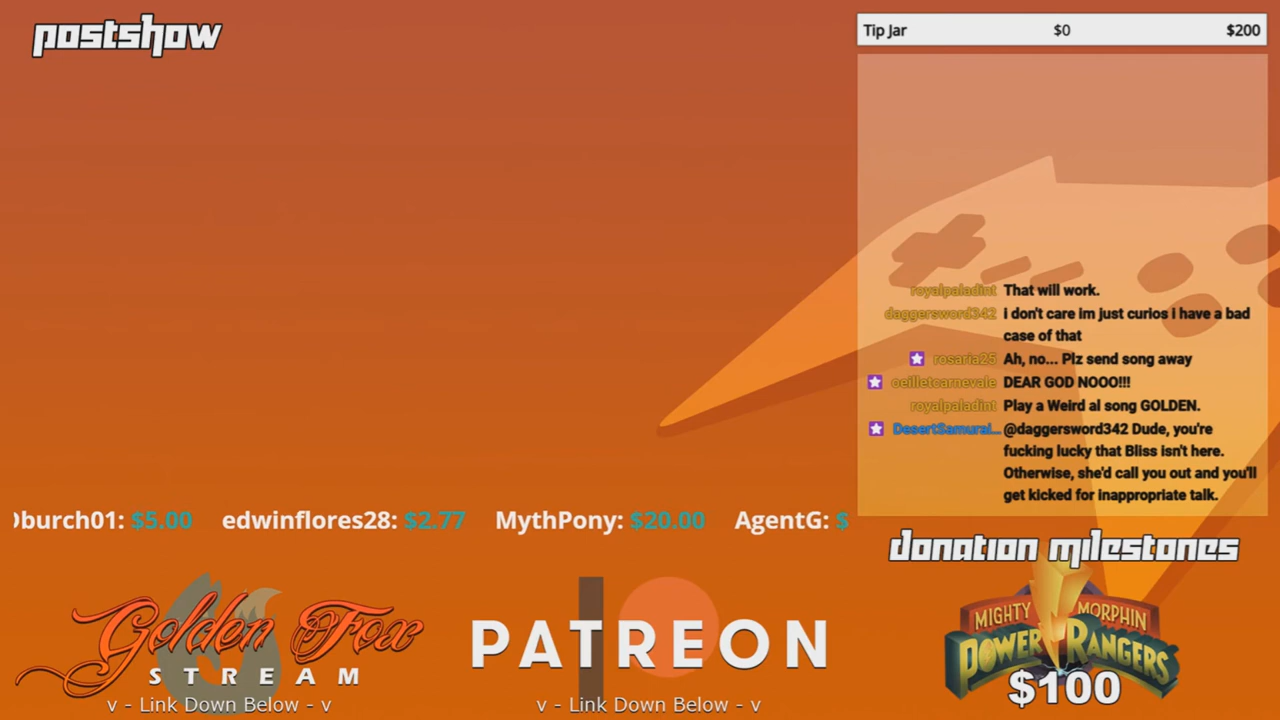 postshow
Tip Jar $0 $200
royalpaladint That will work.
daggersword342 i don't care im just curios i have a bad
case of that
rosaria25 Ah, no... Plz send song away
oeilletcarnevale DEAR GOD NOOO!!!
royalpaladint Play a Weird al song GOLDEN.
DesertSamurai... @daggersword342 Dude, you're
fucking lucky that Bliss isn't here.
Otherwise, she'd call you out and you'll
get kicked for inappropriate talk.
burch01: $5.00 edwinflores28: $2.77 MythPony: $20.00 AgentG: $
donation milestones
MIGHTY MORPHIN
POWER RANGERS
$100
Golden Fox
STREAM
v - Link Down Below - v
PATREON
v - Link Down Below - v